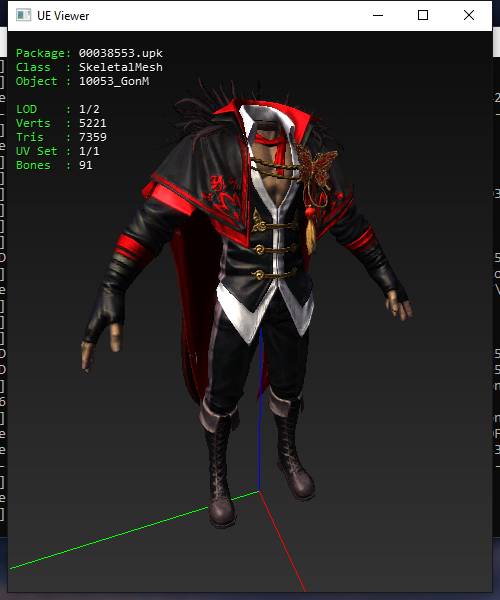 UE Viewer
Package: 00038553.upk
Class : SkeletalMesh
Object : 10053_GonM
LOD : 1/2
Verts : 5221
Tris : 7359
UV Set : 1/1
Bones : 91